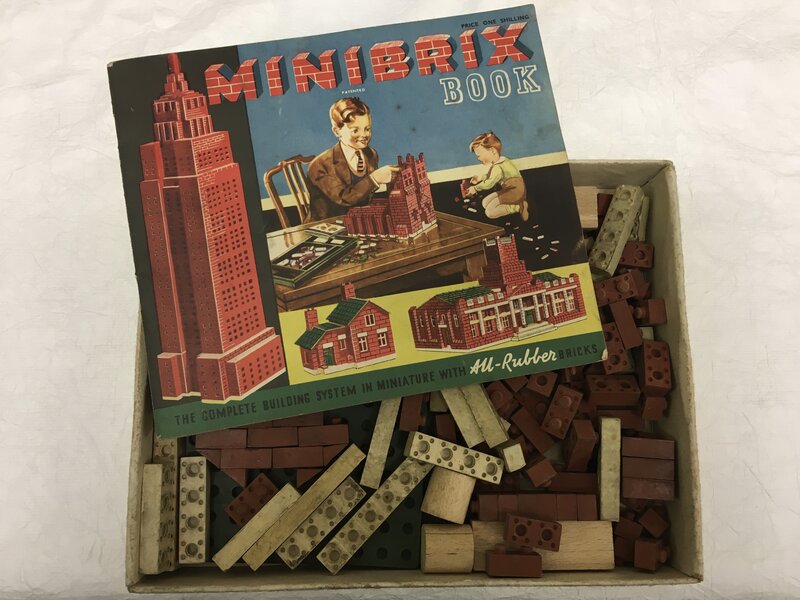 PRICE ONE SHILLING
MINIBRIX
PATENTED
BOOK
THE COMPLETE BUILDING SYSTEM IN MINIATURE WITH All-Rubber BRICKS